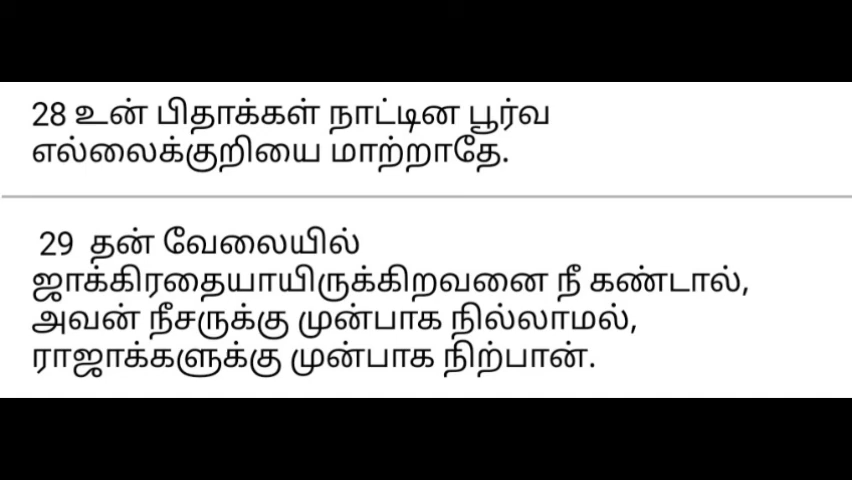 28 உன் பிதாக்கள் நாட்டின பூர்வ
எல்லைக்குறியை மாற்றாதே.
29 தன் வேலையில்
ஜாக்கிரதையாயிருக்கிறவனை நீ கண்டால்,
அவன் நீசருக்கு முன்பாக நில்லாமல்,
ராஜாக்களுக்கு முன்பாக நிற்பான்.